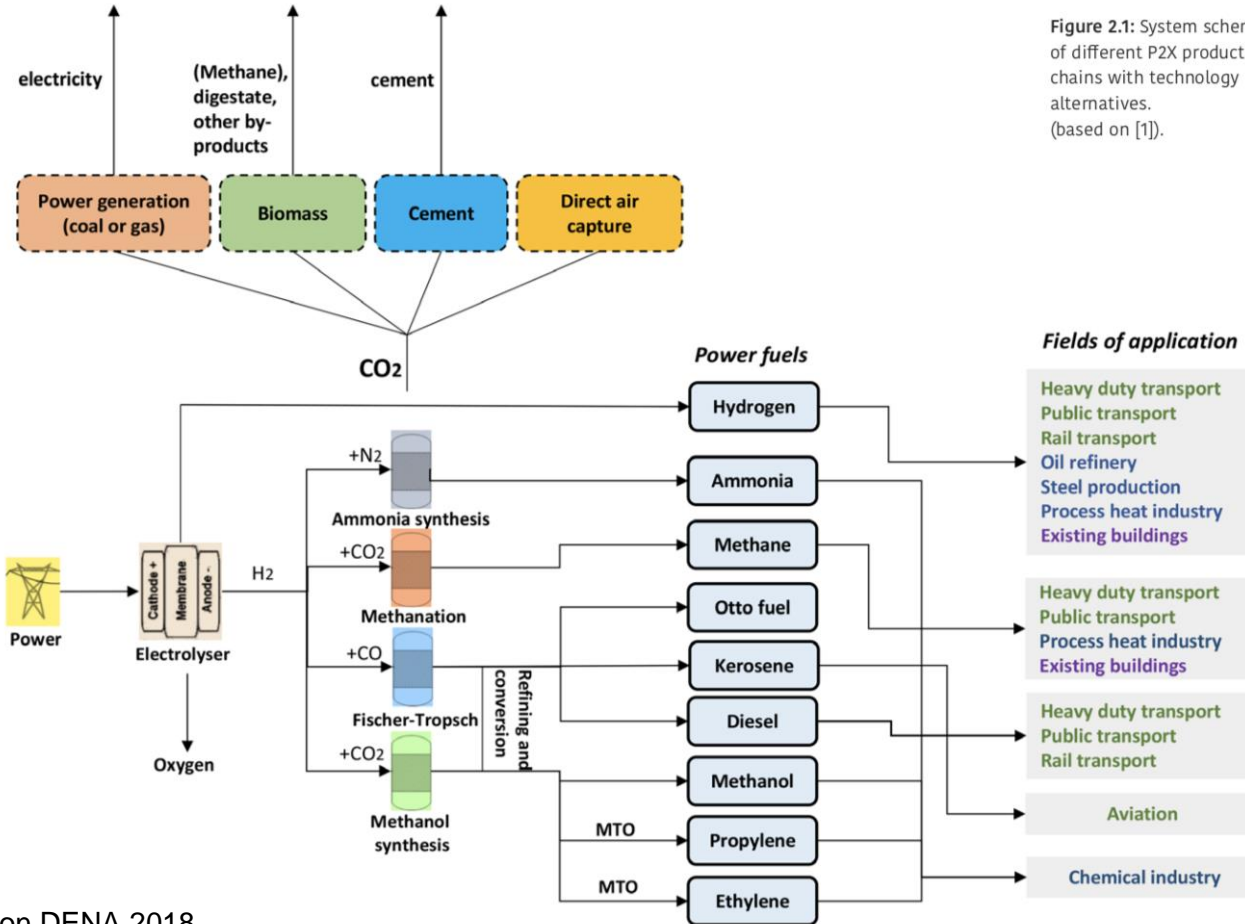 Figure 2.1: System schem
of different P2X product
chains with technology
alternatives.
(based on [1]).
electricity
(Methane),
digestate,
other by-
products
cement
Power generation
(coal or gas)
Biomass
Cement
Direct air
capture
CO2
Power fuels
Fields of application
Hydrogen
Heavy duty transport
Public transport
Rail transport
Oil refinery
Steel production
Process heat industry
Existing buildings
+N2
Ammonia synthesis
Ammonia
+CO2
Methanation
Methane
Power
Cathode +
Membrane
Anode -
Electrolyser
H2
Oxygen
+CO
Fischer-Tropsch
Refining and
conversion
Otto fuel
Kerosene
Diesel
Heavy duty transport
Public transport
Process heat industry
Existing buildings
Heavy duty transport
Public transport
Rail transport
+CO2
Methanol
synthesis
Methanol
MTO
Propylene
MTO
Ethylene
Aviation
Chemical industry
on DENA 2018